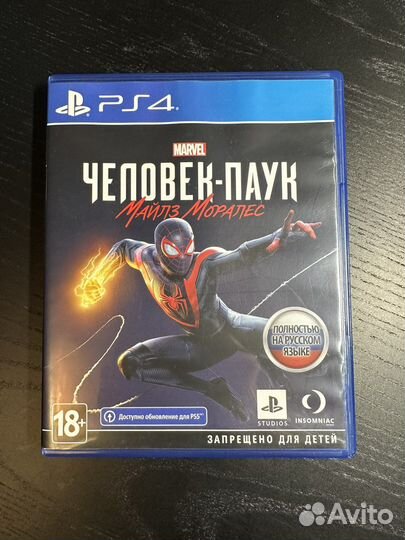 PS4
MARVEL
ЧЕЛОВЕК-ПАУК
МАЙЛЗ МОРАЛЕС
ПОЛНОСТЬЮ
НА РУССКОМ
ЯЗЫКЕ
18+
Доступно обновление для PS5
STUDIOS
INSOMNIAC
ЗАПРЕЩЕНО ДЛЯ ДЕТЕЙ
Avito